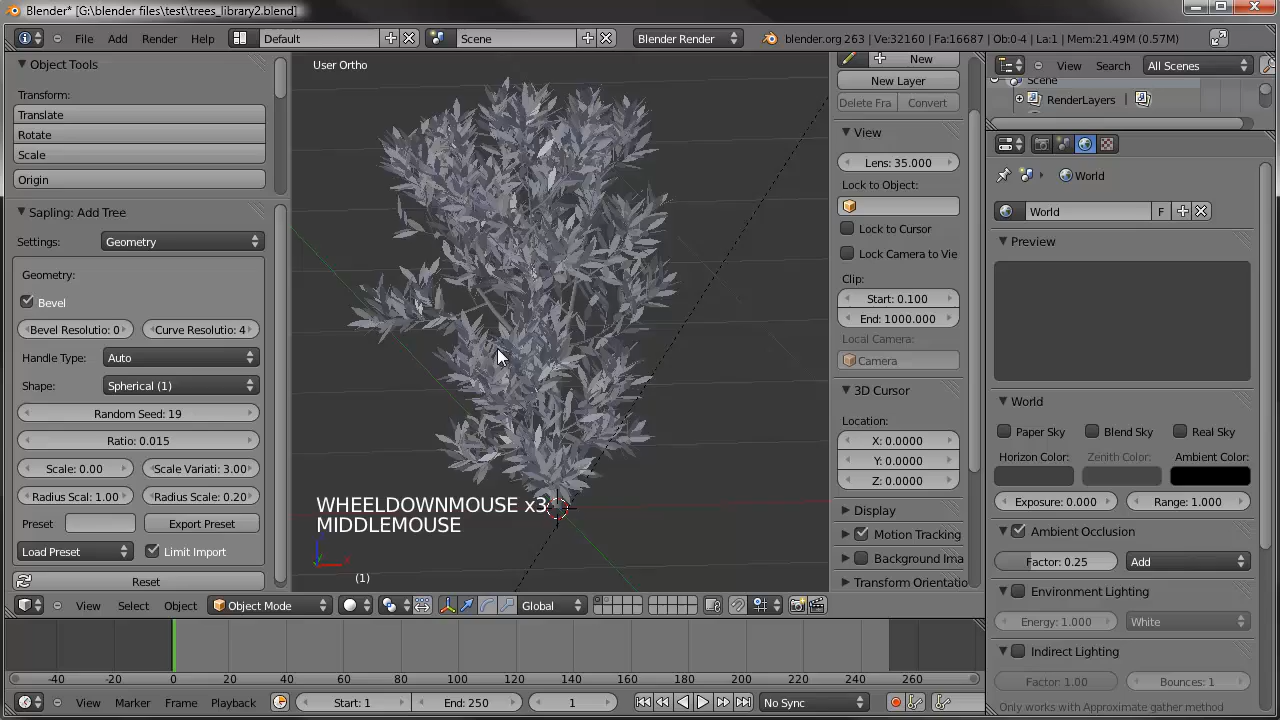 Blender* [G:\blender files\test\trees_library2.blend]
File Add Render Help Default Scene Blender Render blender.org 263 | Ve:32160 | Fa:16687 | Ob:0-4 | La:1 | Mem:21.49M (0.57M)
Object Tools
Transform:
Translate
Rotate
Scale
Origin
Sapling: Add Tree
Settings: Geometry
Geometry:
Bevel
Bevel Resolutio: 0 Curve Resolutio: 4
Handle Type: Auto
Shape: Spherical (1)
Random Seed: 19
Ratio: 0.015
Scale: 0.00 Scale Variati: 3.00
Radius Scal: 1.00 Radius Scale: 0.20
Preset Export Preset
Load Preset Limit Import
Reset
User Ortho
WHEELDOWNMOUSE x3
MIDDLEMOUSE
(1)
New
New Layer
Delete Fra Convert
View
Lens: 35.000
Lock to Object:
Lock to Cursor
Lock Camera to Vie
Clip:
Start: 0.100
End: 1000.000
Local Camera:
Camera
3D Cursor
Location:
X: 0.0000
Y: 0.0000
Z: 0.0000
Display
Motion Tracking
Background Ima
Transform Orientatio
View Search All Scenes
Scene
RenderLayers
World
World F
Preview
World
Paper Sky Blend Sky Real Sky
Horizon Color: Zenith Color: Ambient Color:
Exposure: 0.000 Range: 1.000
Ambient Occlusion
Factor: 0.25 Add
Environment Lighting
Energy: 1.000 White
Indirect Lighting
Factor: 1.00 Bounces: 1
Only works with Approximate gather method
View Select Object Object Mode Global
-40 -20 0 20 40 60 80 100 120 140 160 180 200 220 240 260
View Marker Frame Playback Start: 1 End: 250 1 No Sync